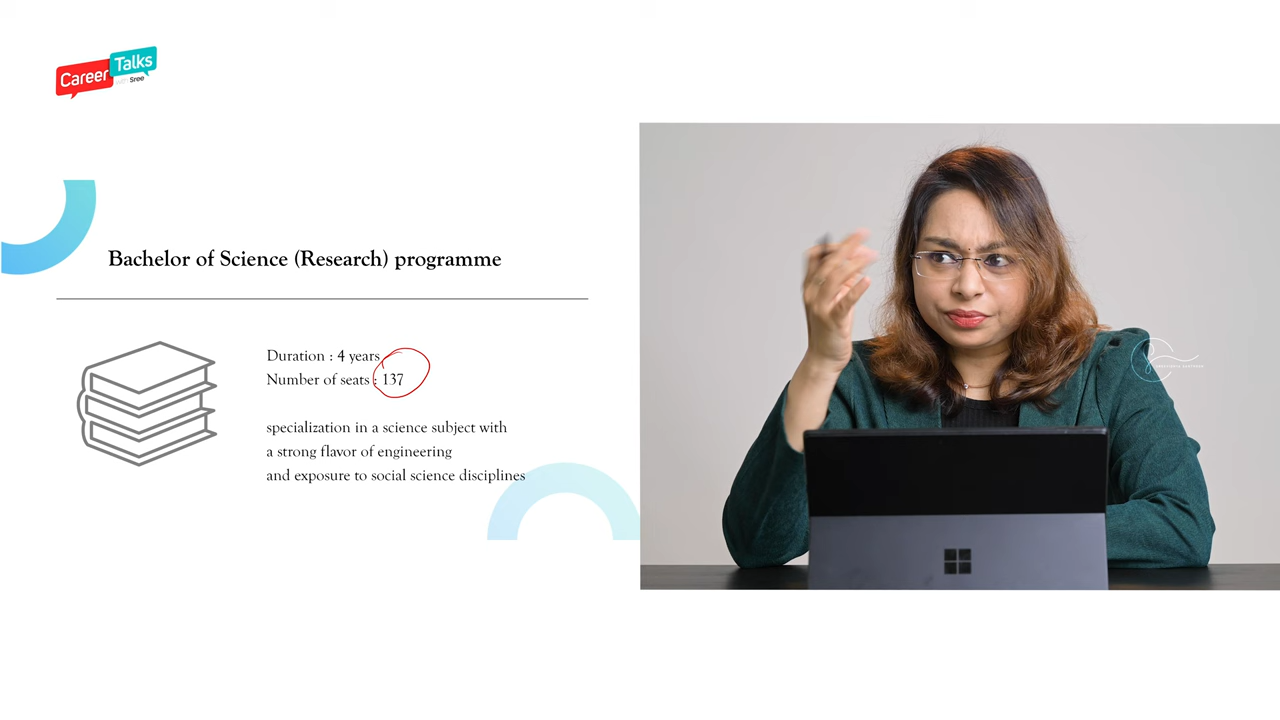 Career
Talks
Sree
Bachelor of Science (Research) programme
Duration : 4 years
Number of seats : 137
specialization in a science subject with
a strong flavor of engineering
and exposure to social science disciplines